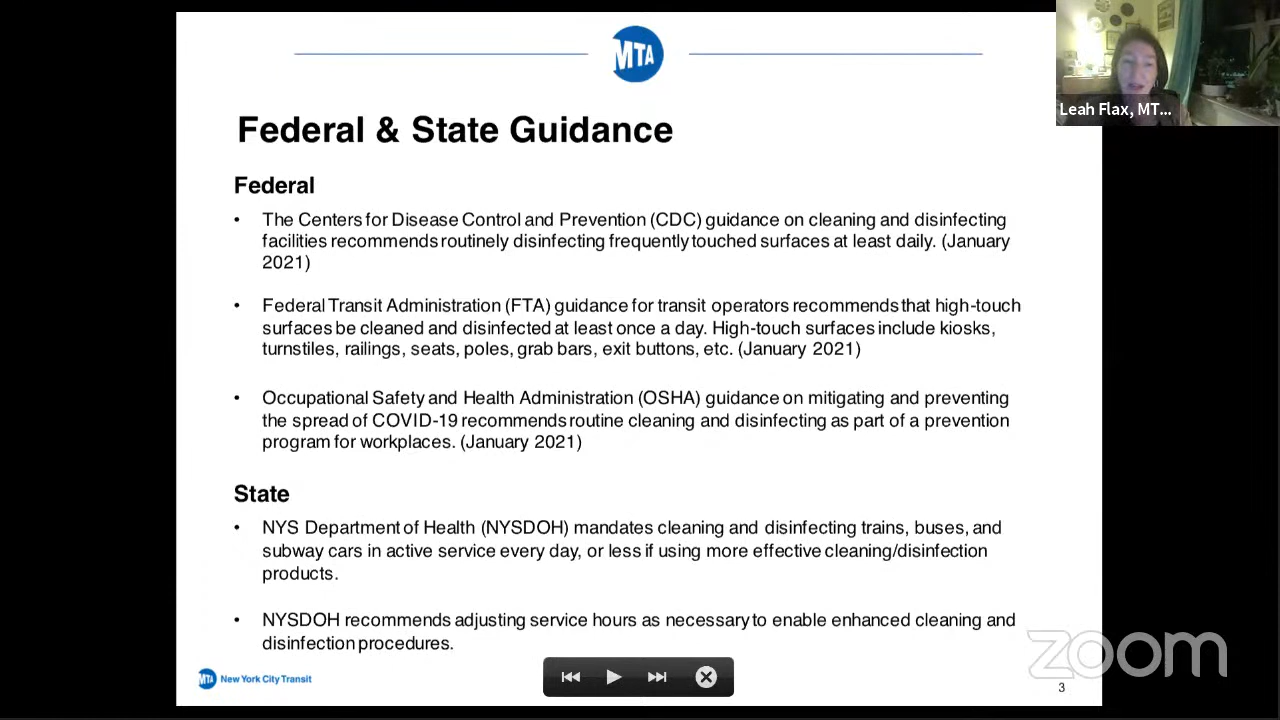 MTA
Leah Flax, MT...
Federal & State Guidance
Federal
• The Centers for Disease Control and Prevention (CDC) guidance on cleaning and disinfecting
facilities recommends routinely disinfecting frequently touched surfaces at least daily. (January
2021)
• Federal Transit Administration (FTA) guidance for transit operators recommends that high-touch
surfaces be cleaned and disinfected at least once a day. High-touch surfaces include kiosks,
turnstiles, railings, seats, poles, grab bars, exit buttons, etc. (January 2021)
• Occupational Safety and Health Administration (OSHA) guidance on mitigating and preventing
the spread of COVID-19 recommends routine cleaning and disinfecting as part of a prevention
program for workplaces. (January 2021)
State
• NYS Department of Health (NYSDOH) mandates cleaning and disinfecting trains, buses, and
subway cars in active service every day, or less if using more effective cleaning/disinfection
products.
• NYSDOH recommends adjusting service hours as necessary to enable enhanced cleaning and
disinfection procedures.
MTA New York City Transit
zoom
3